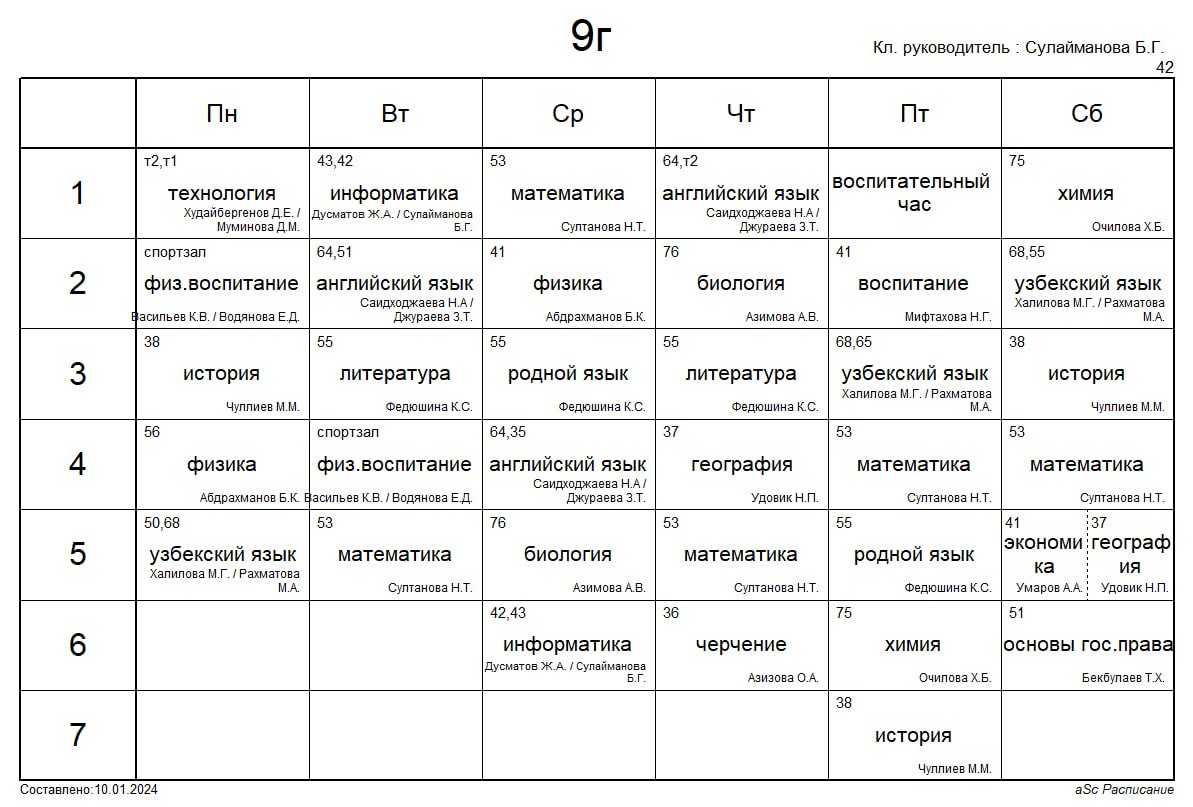 9г
Кл. руководитель : Сулайманова Б.Г.
42
Пн
Вт
Ср
Чт
Пт
Сб
1
т2,т1
технология
Худайбергенов Д.Е. /
Муминова Д.М.
43,42
информатика
Дусматов Ж.А. / Сулайманова
Б.Г.
53
математика
Султанова Н.Т.
64,т2
английский язык
Саидходжаева Н.А /
Джураева З.Т.
воспитательный
час
75
химия
Очилова Х.Б.
2
спортзал
физ.воспитание
Васильев К.В. / Водянова Е.Д.
64,51
английский язык
Саидходжаева Н.А /
Джураева З.Т.
41
физика
Абдрахманов Б.К.
76
биология
Азимова А.В.
41
воспитание
Мифтахова Н.Г.
68,55
узбекский язык
Халилова М.Г. / Рахматова
М.А.
3
38
история
Чуллиев М.М.
55
литература
Федюшина К.С.
55
родной язык
Федюшина К.С.
55
литература
Федюшина К.С.
68,65
узбекский язык
Халилова М.Г. / Рахматова
М.А.
38
история
Чуллиев М.М.
4
56
физика
Абдрахманов Б.К.
спортзал
физ.воспитание
Васильев К.В. / Водянова Е.Д.
64,35
английский язык
Саидходжаева Н.А /
Джураева З.Т.
37
география
Удовик Н.П.
53
математика
Султанова Н.Т.
53
математика
Султанова Н.Т.
5
50,68
узбекский язык
Халилова М.Г. / Рахматова
М.А.
53
математика
Султанова Н.Т.
76
биология
Азимова А.В.
53
математика
Султанова Н.Т.
55
родной язык
Федюшина К.С.
41
экономи
ка
Умаров А.А.
37
географ
ия
Удовик Н.П.
6
42,43
информатика
Дусматов Ж.А. / Сулайманова
Б.Г.
36
черчение
Азизова О.А.
75
химия
Очилова Х.Б.
51
основы гос.права
Бекбулаев Т.Х.
7
38
история
Чуллиев М.М.
Составлено:10.01.2024
aSc Расписание